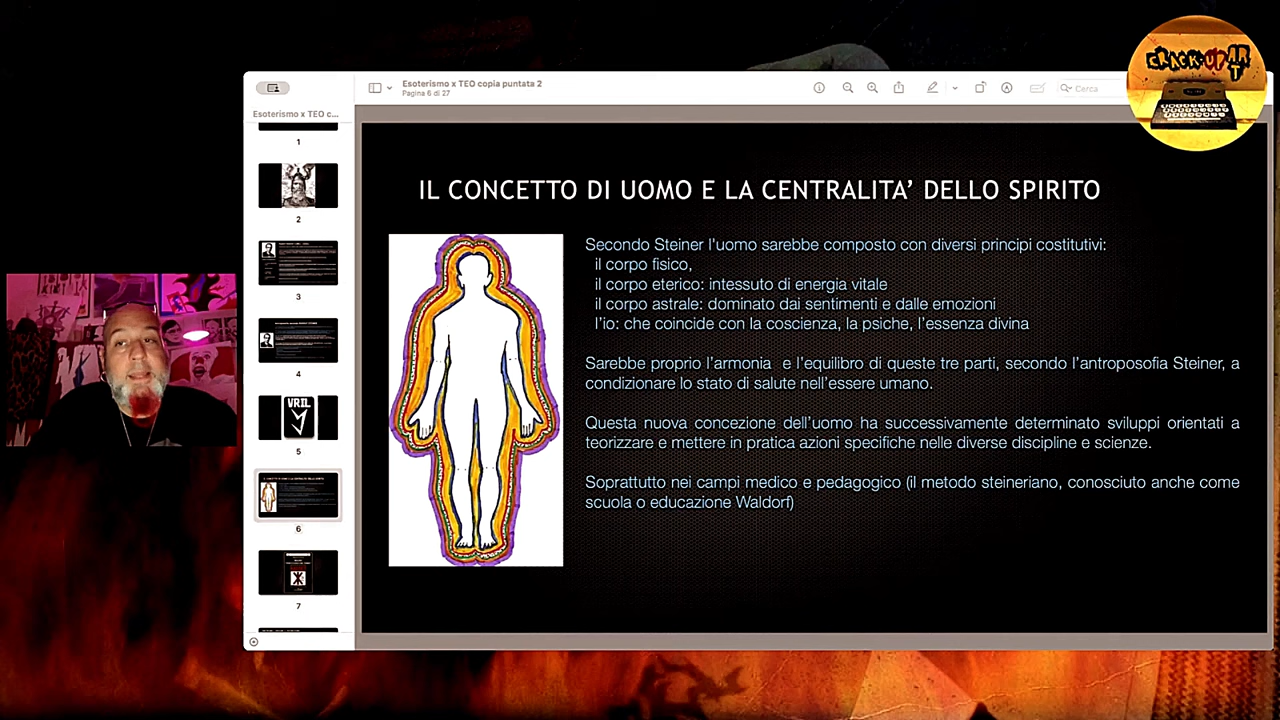 Esoterismo x TEO copia puntata 2
Pagina 6 di 27
Cerca
CRACK-UP ART
Esoterismo x TEO c...
1
2
3
4
VRIL
5
6
7
IL CONCETTO DI UOMO E LA CENTRALITA' DELLO SPIRITO
Secondo Steiner l'uomo sarebbe composto con diversi elementi costitutivi:
il corpo fisico,
il corpo eterico: intessuto di energia vitale
il corpo astrale: dominato dai sentimenti e dalle emozioni
l'io: che coincide con la coscienza, la psiche, l'essenza divina.
Sarebbe proprio l'armonia e l'equilibrio di queste tre parti, secondo l'antroposofia Steiner, a
condizionare lo stato di salute nell'essere umano.
Questa nuova concezione dell'uomo ha successivamente determinato sviluppi orientati a
teorizzare e mettere in pratica azioni specifiche nelle diverse discipline e scienze.
Soprattutto nei campi medico e pedagogico (il metodo steineriano, conosciuto anche come
scuola o educazione Waldorf)